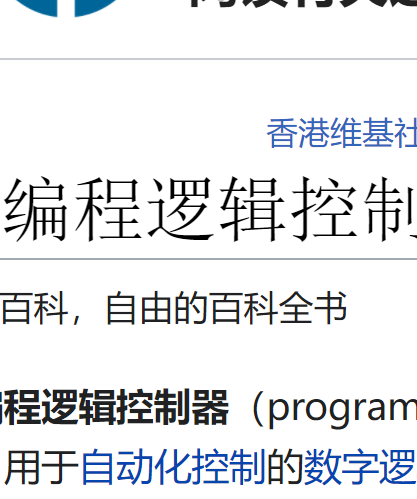 香港维基社
编程逻辑控制
百科，自由的百科全书
编程逻辑控制器（program
用于自动化控制的数字逻